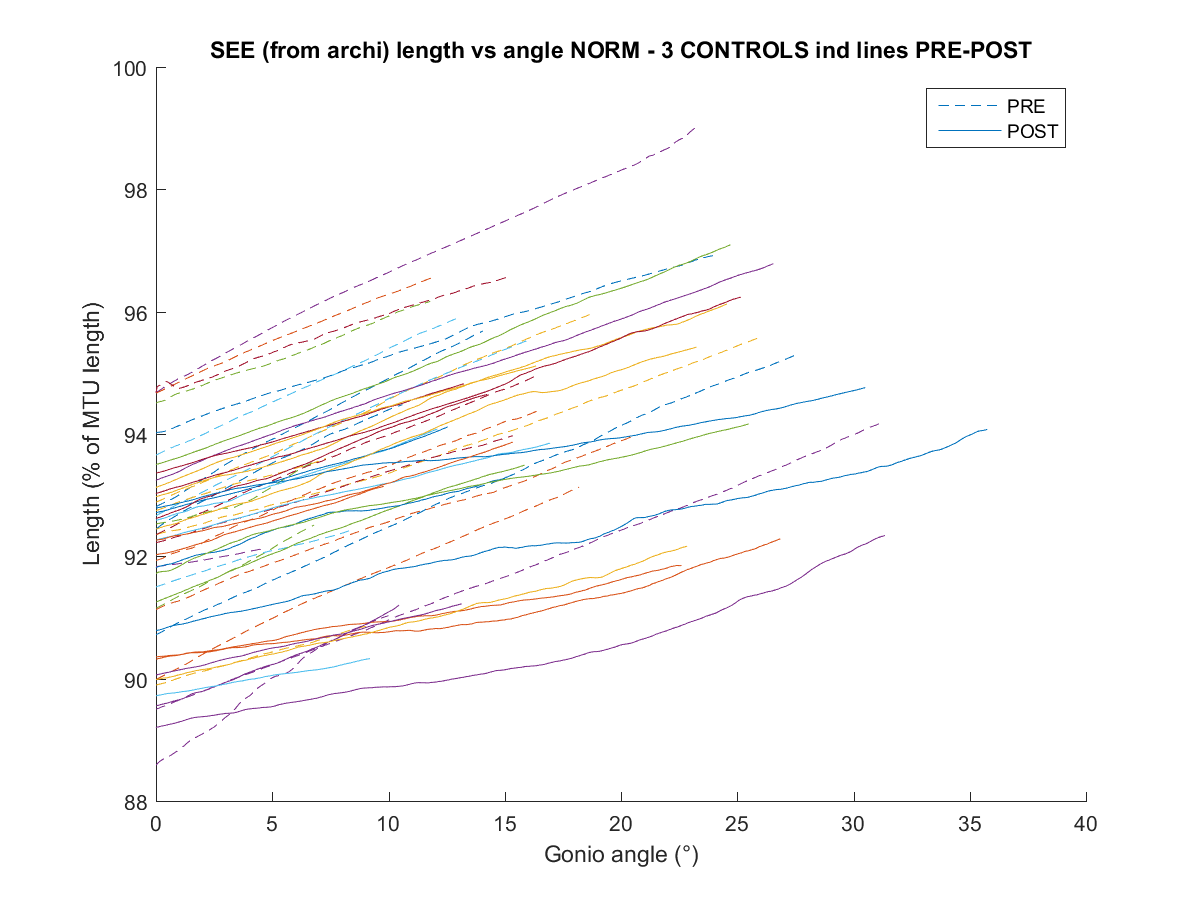 SEE (from archi) length vs angle NORM - 3 CONTROLS ind lines PRE-POST
PRE
POST
Length (% of MTU length)
100
98
96
94
92
90
88
0 5 10 15 20 25 30 35 40
Gonio angle (°)